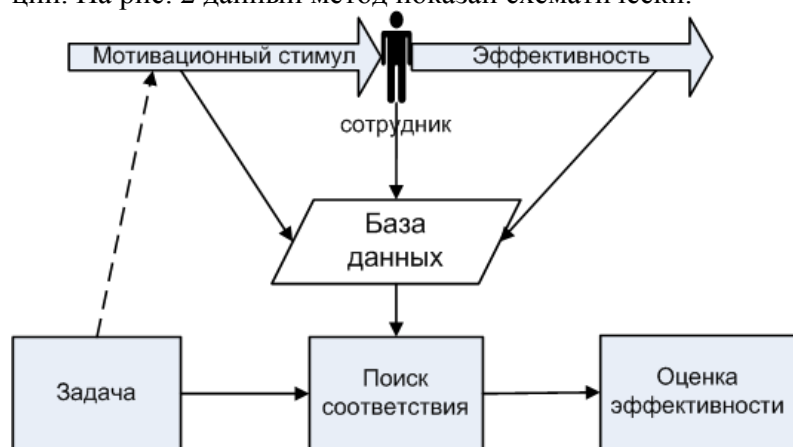 ции. На рис. 2 данный метод показан схематически.
Мотивационный стимул
Эффективность
сотрудник
База
данных
Задача
Поиск
соответствия
Оценка
эффективности